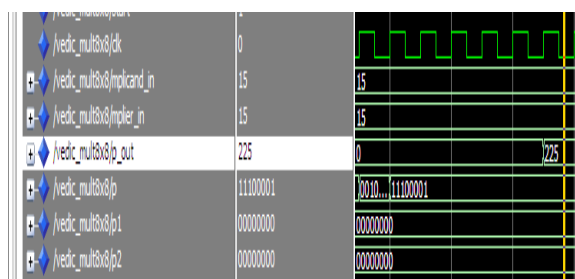 /vedic_mult8x8/start 1
/vedic_mult8x8/clk 0
/vedic_mult8x8/mplicand_in 15 15
/vedic_mult8x8/mplier_in 15 15
/vedic_mult8x8/p_out 225 0 225
/vedic_mult8x8/p 11100001 0010... 11100001
/vedic_mult8x8/p1 00000000 00000000
/vedic_mult8x8/p2 00000000 00000000